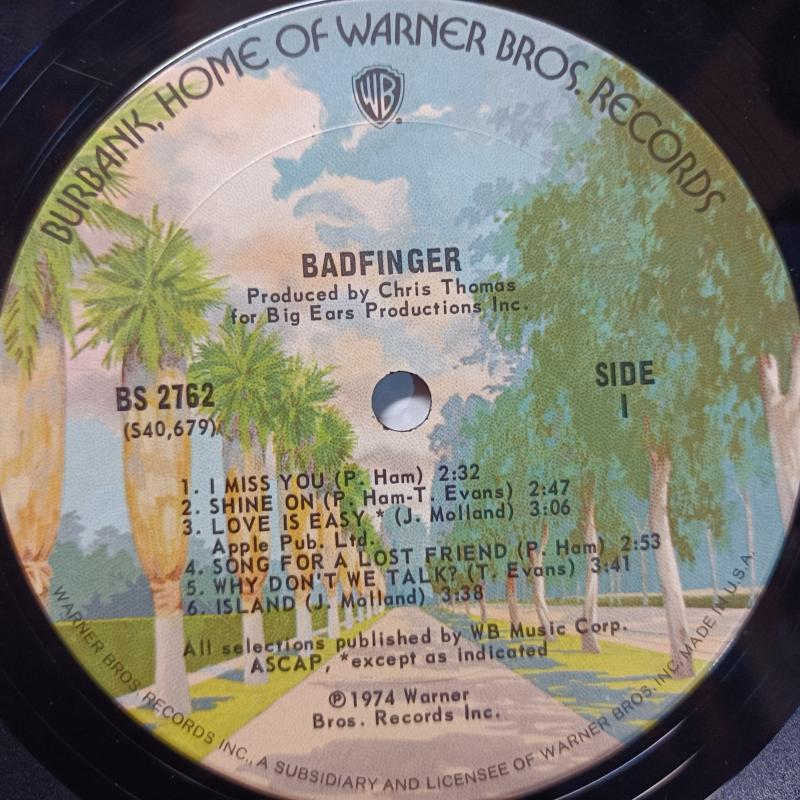 BURBANK, HOME OF WARNER BROS. RECORDS
WB
BADFINGER
Produced by Chris Thomas
for Big Ears Productions Inc.
BS 2762
(S40,679)
SIDE
1
1. I MISS YOU (P. Ham) 2:32
2. SHINE ON (P. Ham-T. Evans) 2:47
3. LOVE IS EASY * (J. Molland) 3:06
Apple Pub. Ltd.
4. SONG FOR A LOST FRIEND (P. Ham) 2:53
5. WHY DON'T WE TALK? (T. Evans) 3:41
6. ISLAND (J. Molland) 3:38
All selections published by WB Music Corp.
ASCAP, *except as indicated
℗1974 Warner
Bros. Records Inc.
WARNER BROS. RECORDS INC., A SUBSIDIARY AND LICENSEE OF WARNER BROS. INC. MADE IN U.S.A.